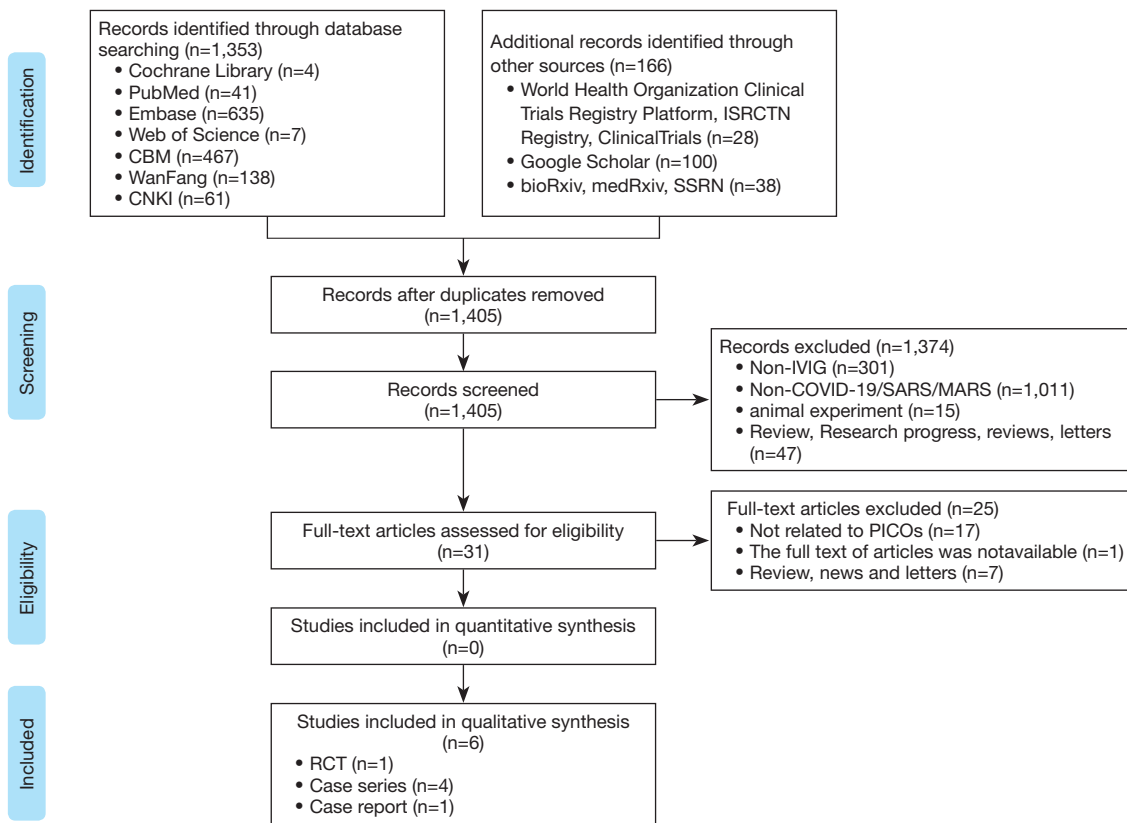 Identification
Records identified through database
searching (n=1,353)
• Cochrane Library (n=4)
• PubMed (n=41)
• Embase (n=635)
• Web of Science (n=7)
• CBM (n=467)
• WanFang (n=138)
• CNKI (n=61)
Additional records identified through
other sources (n=166)
• World Health Organization Clinical
Trials Registry Platform, ISRCTN
Registry, ClinicalTrials (n=28)
• Google Scholar (n=100)
• bioRxiv, medRxiv, SSRN (n=38)
Screening
Records after duplicates removed
(n=1,405)
Records screened
(n=1,405)
Records excluded (n=1,374)
• Non-IVIG (n=301)
• Non-COVID-19/SARS/MARS (n=1,011)
• animal experiment (n=15)
• Review, Research progress, reviews, letters
(n=47)
Eligibility
Full-text articles assessed for eligibility
(n=31)
Full-text articles excluded (n=25)
• Not related to PICOs (n=17)
• The full text of articles was notavailable (n=1)
• Review, news and letters (n=7)
Studies included in quantitative synthesis
(n=0)
Included
Studies included in qualitative synthesis
(n=6)
• RCT (n=1)
• Case series (n=4)
• Case report (n=1)